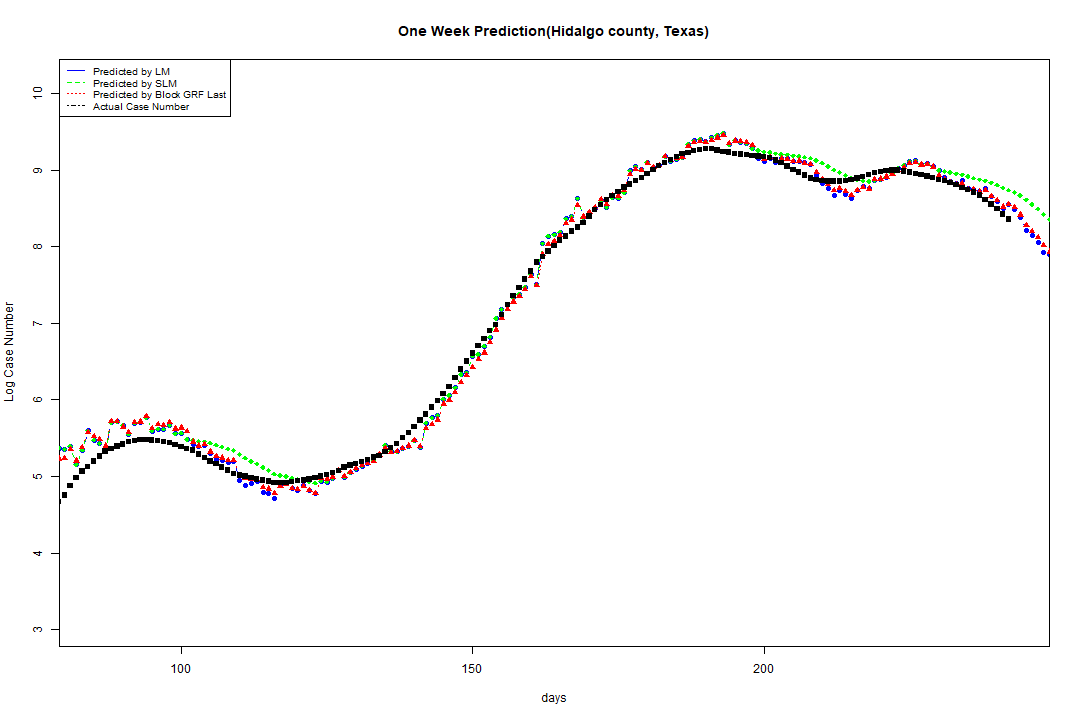 One Week Prediction(Hidalgo county, Texas)
Predicted by LM
Predicted by SLM
Predicted by Block GRF Last
Actual Case Number
10
9
8
7
6
5
4
3
Log Case Number
100 150 200
days